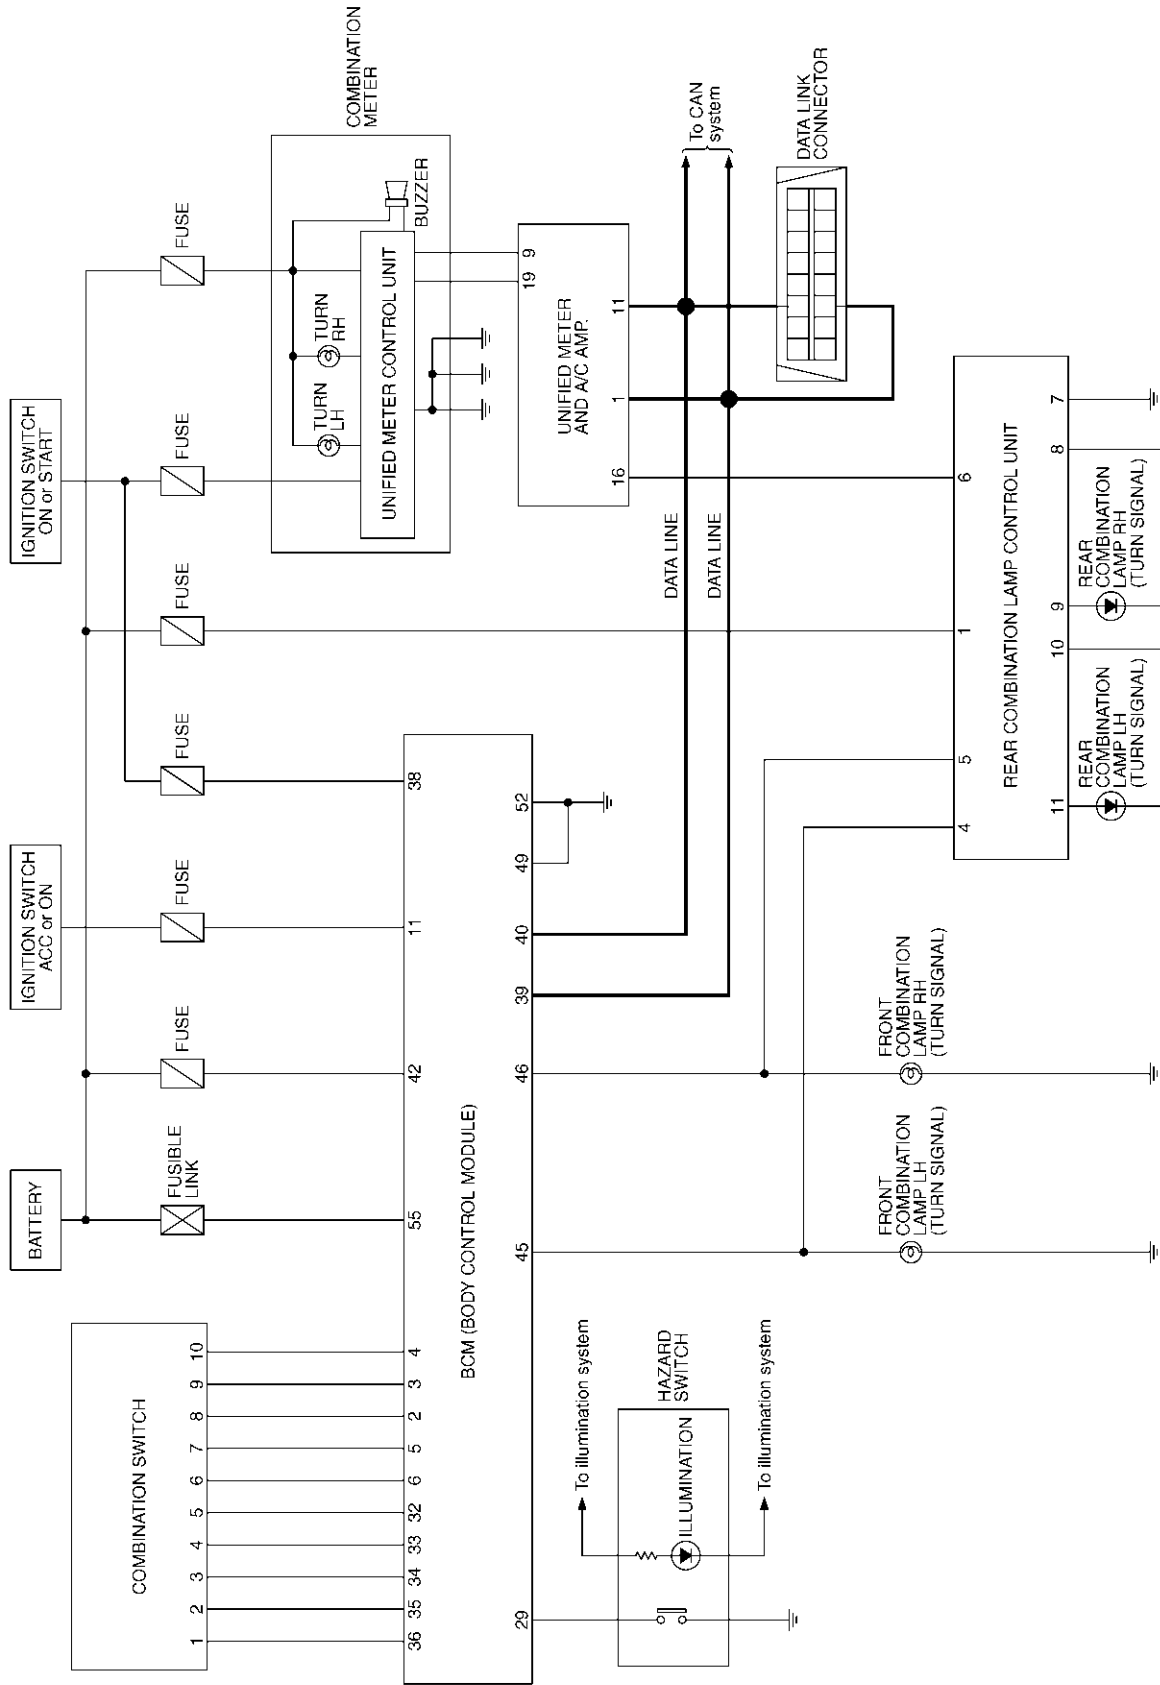 BATTERY
IGNITION SWITCH
ACC or ON
IGNITION SWITCH
ON or START
FUSIBLE
LINK
FUSE
FUSE
FUSE
FUSE
FUSE
FUSE
COMBINATION SWITCH
1 2 3 4 5 6 7 8 9 10
36 35 34 33 32 6 5 2 3 4
55 42 11 38
BCM (BODY CONTROL MODULE)
29 45 46 39 40 49 52
COMBINATION
METER
TURN
LH
TURN
RH
BUZZER
UNIFIED METER CONTROL UNIT
19 9
UNIFIED METER
AND A/C AMP.
16 1 11
DATA LINE
DATA LINE
To CAN
system
DATA LINK
CONNECTOR
To illumination system
HAZARD
SWITCH
ILLUMINATION
To illumination system
FRONT
COMBINATION
LAMP LH
(TURN SIGNAL)
FRONT
COMBINATION
LAMP RH
(TURN SIGNAL)
4 5 1 6
REAR COMBINATION LAMP CONTROL UNIT
11 10 9 8 7
REAR
COMBINATION
LAMP LH
(TURN SIGNAL)
REAR
COMBINATION
LAMP RH
(TURN SIGNAL)